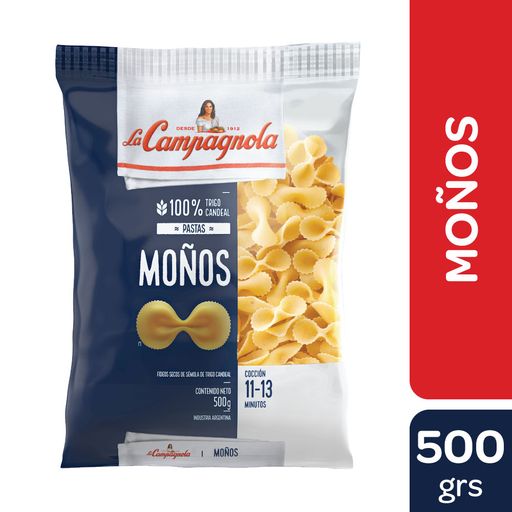 DESDE 1912
La Campagnola
100% TRIGO CANDEAL
≈ PASTAS ≈
MOÑOS
FIDEOS SECOS DE SÉMOLA DE TRIGO CANDEAL
CONTENIDO NETO
500g
INDUSTRIA ARGENTINA
COCCIÓN
11-13
MINUTOS
La Campagnola | MOÑOS
MOÑOS
500
grs